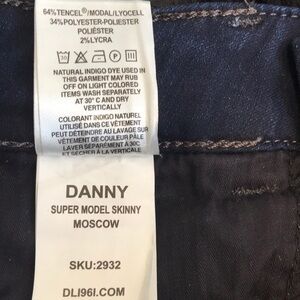 64%TENCEL®/MODAL/LYOCELL
34%POLYESTER-POLIESTER
POLIÉSTER
2%LYCRA
NATURAL INDIGO DYE USED IN
THIS GARMENT MAY RUB
OFF ON LIGHT COLORED
ITEMS WASH SEPARATELY
AT 30°C AND DRY
VERTICALLY
COLORANT INDIGO NATUREL
UTILISÉ DANS CE VÊTEMENT
PEUT DÉTEINDRE AU LAVAGE SUR
VÊTEMENT DE COULEUR PÂLE
LAVER SÉPARÉMENT À 30C
ET SÉCHER À LA VERTICALE
DANNY
SUPER MODEL SKINNY
MOSCOW
SKU:2932
DLI96I.COM